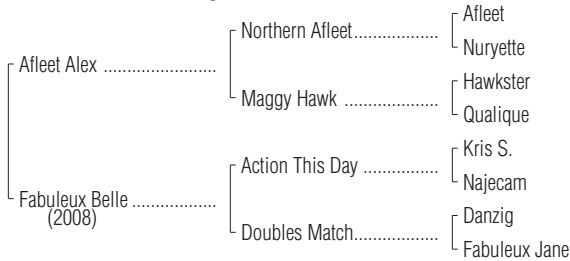 Afleet
Northern Afleet..................
Nuryette
Afleet Alex ........................
Hawkster
Maggy Hawk ....................
Qualique
Kris S.
Action This Day ................
Najecam
Fabuleux Belle ..................
(2008)
Danzig
Doubles Match..................
Fabuleux Jane